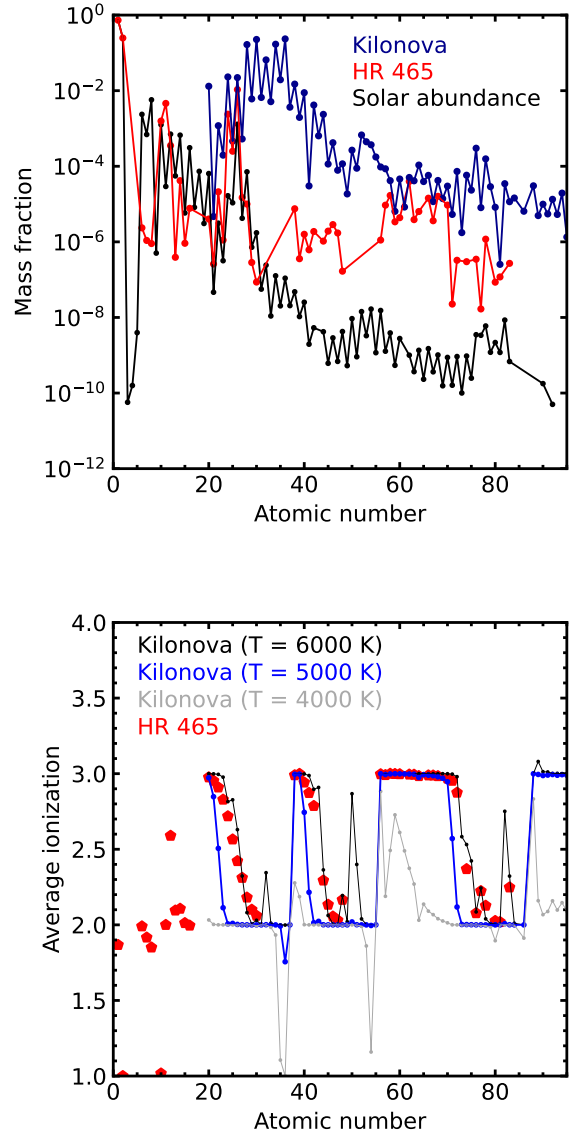 10⁰
10⁻²
10⁻⁴
10⁻⁶
10⁻⁸
10⁻¹⁰
10⁻¹²
Mass fraction
Kilonova
HR 465
Solar abundance
0 20 40 60 80
Atomic number
4.0
3.5
3.0
2.5
2.0
1.5
1.0
Average ionization
Kilonova (T = 6000 K)
Kilonova (T = 5000 K)
Kilonova (T = 4000 K)
HR 465
0 20 40 60 80
Atomic number